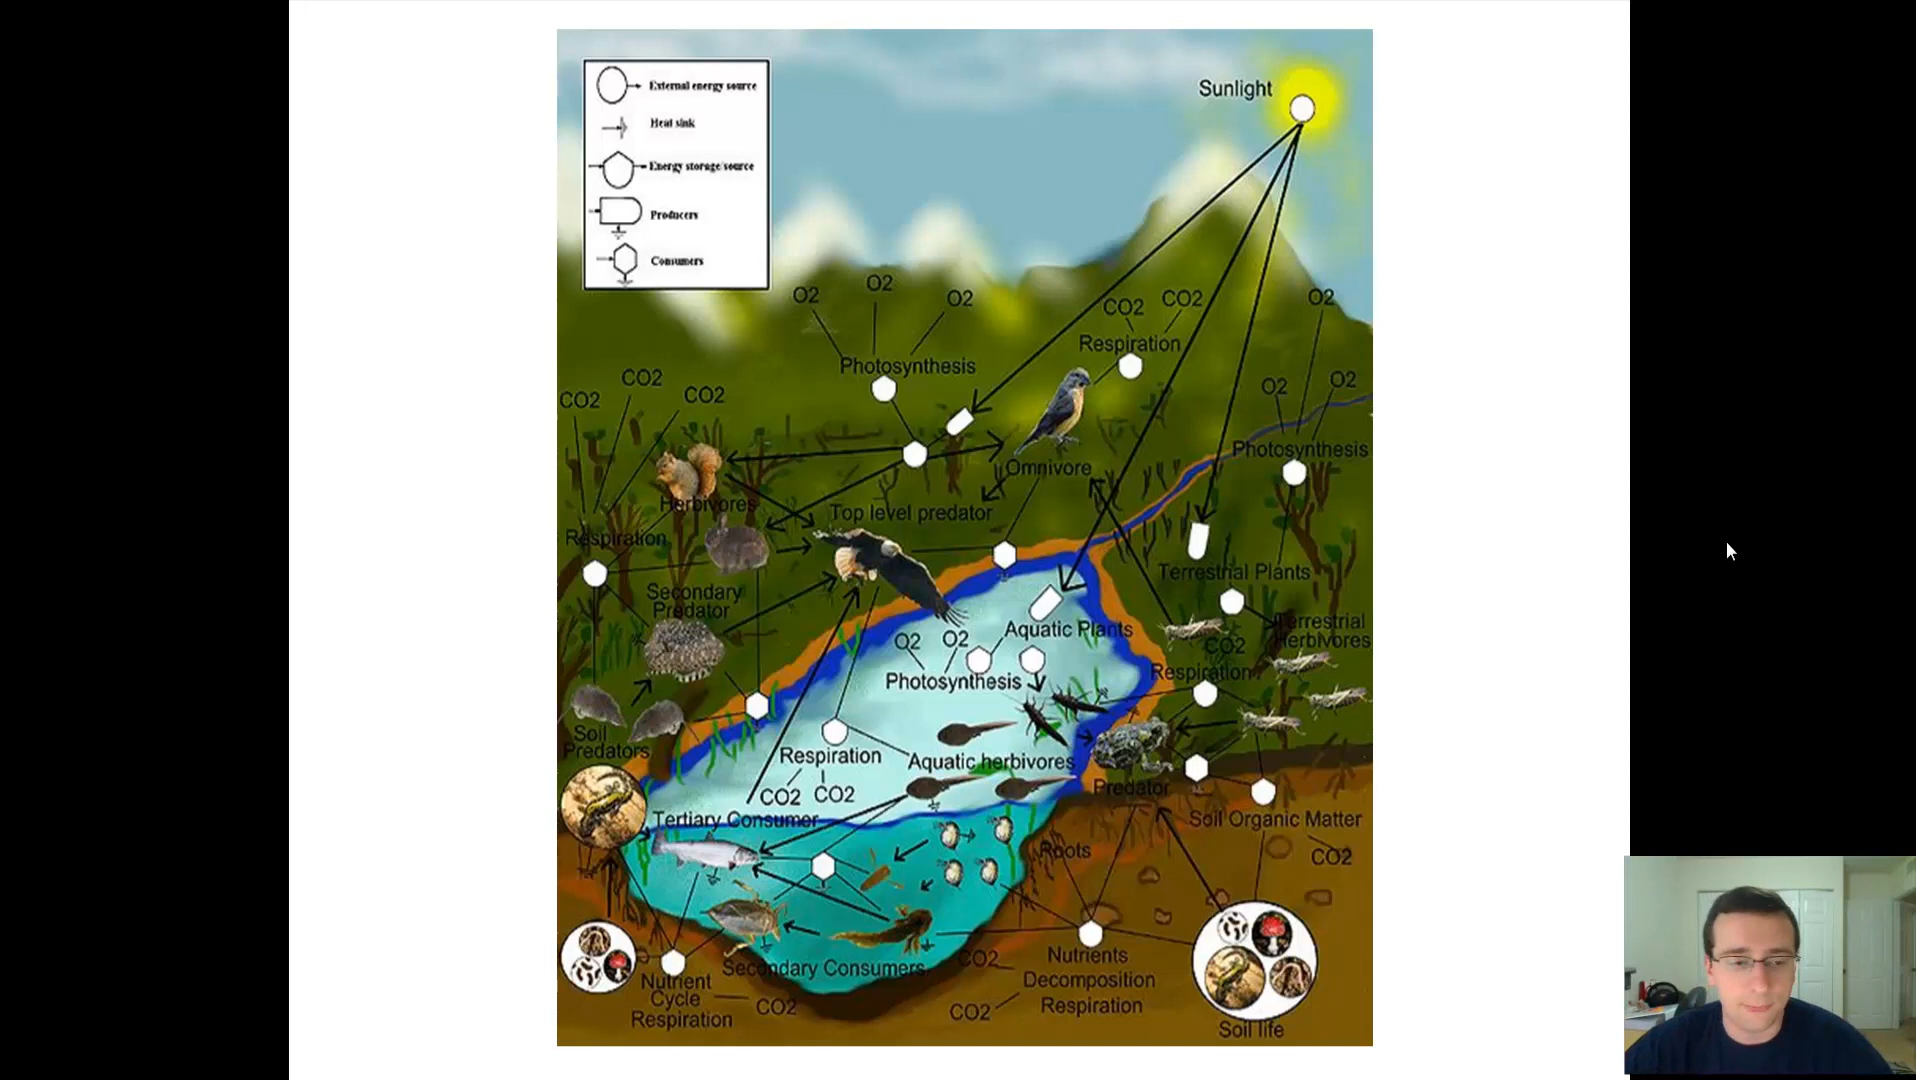 External energy source
Heat sink
Energy storage/source
Producers
Consumers
Sunlight
O2
O2
O2
Photosynthesis
CO2
CO2
Respiration
O2
O2
O2
Photosynthesis
CO2
CO2
CO2
Herbivores
Respiration
Omnivore
Top level predator
Secondary
Predator
Terrestrial Plants
Terrestrial
Herbivores
CO2
Respiration
Aquatic Plants
O2
O2
Photosynthesis
Soil
Predators
Respiration
CO2
CO2
Aquatic herbivores
Predator
Tertiary Consumer
Soil Organic Matter
CO2
Roots
Secondary Consumers
Nutrient
Cycle
Respiration
CO2
CO2
CO2
Nutrients
Decomposition
Respiration
Soil life